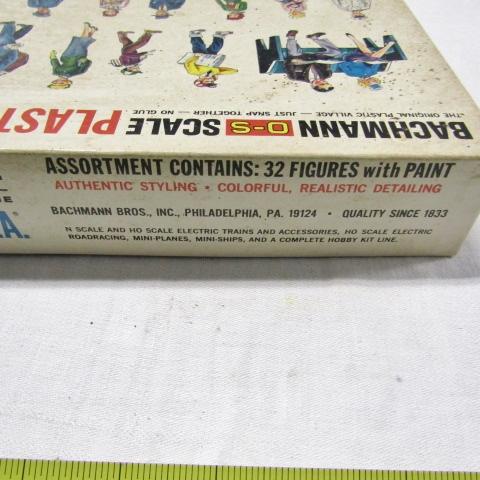 "THE ORIGINAL PLASTIC VILLAGE — JUST SNAP TOGETHER — NO GLUE
BACHMANN O-S SCALE PLAST
ASSORTMENT CONTAINS: 32 FIGURES with PAINT
AUTHENTIC STYLING • COLORFUL, REALISTIC DETAILING
BACHMANN BROS., INC., PHILADELPHIA, PA. 19124 • QUALITY SINCE 1833
N SCALE AND HO SCALE ELECTRIC TRAINS AND ACCESSORIES, HO SCALE ELECTRIC
ROADRACING, MINI-PLANES, MINI-SHIPS, AND A COMPLETE HOBBY KIT LINE.
.A.